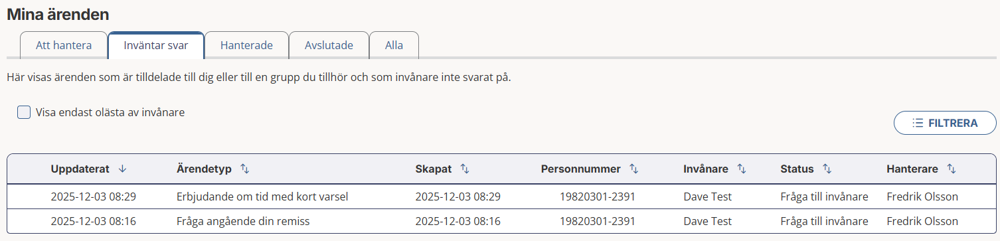 Mina ärenden
Att hantera Inväntar svar Hanterade Avslutade Alla
Här visas ärenden som är tilldelade till dig eller till en grupp du tillhör och som invånare inte svarat på.
Visa endast olästa av invånare
FILTRERA
Uppdaterat Ärendetyp Skapat Personnummer Invånare Status Hanterare
2025-12-03 08:29 Erbjudande om tid med kort varsel 2025-12-03 08:29 19820301-2391 Dave Test Fråga till invånare Fredrik Olsson
2025-12-03 08:16 Fråga angående din remiss 2025-12-03 08:16 19820301-2391 Dave Test Fråga till invånare Fredrik Olsson